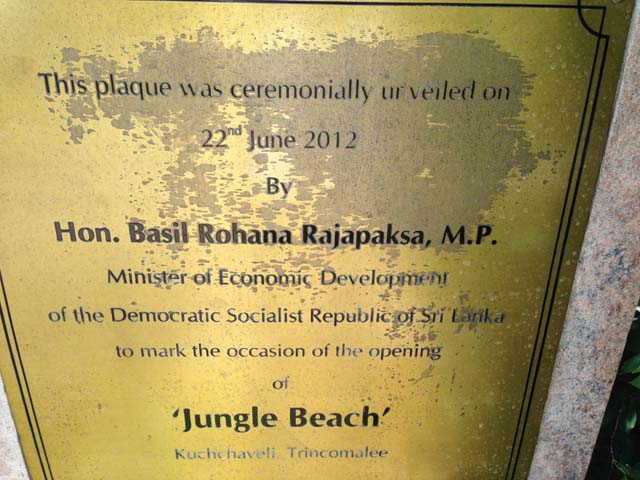 This plaque was ceremonially unveiled on
22nd June 2012
By
Hon. Basil Rohana Rajapaksa, M.P.
Minister of Economic Development
of the Democratic Socialist Republic of Sri Lanka
to mark the occasion of the opening
of
'Jungle Beach'
Kuchchaveli, Trincomalee